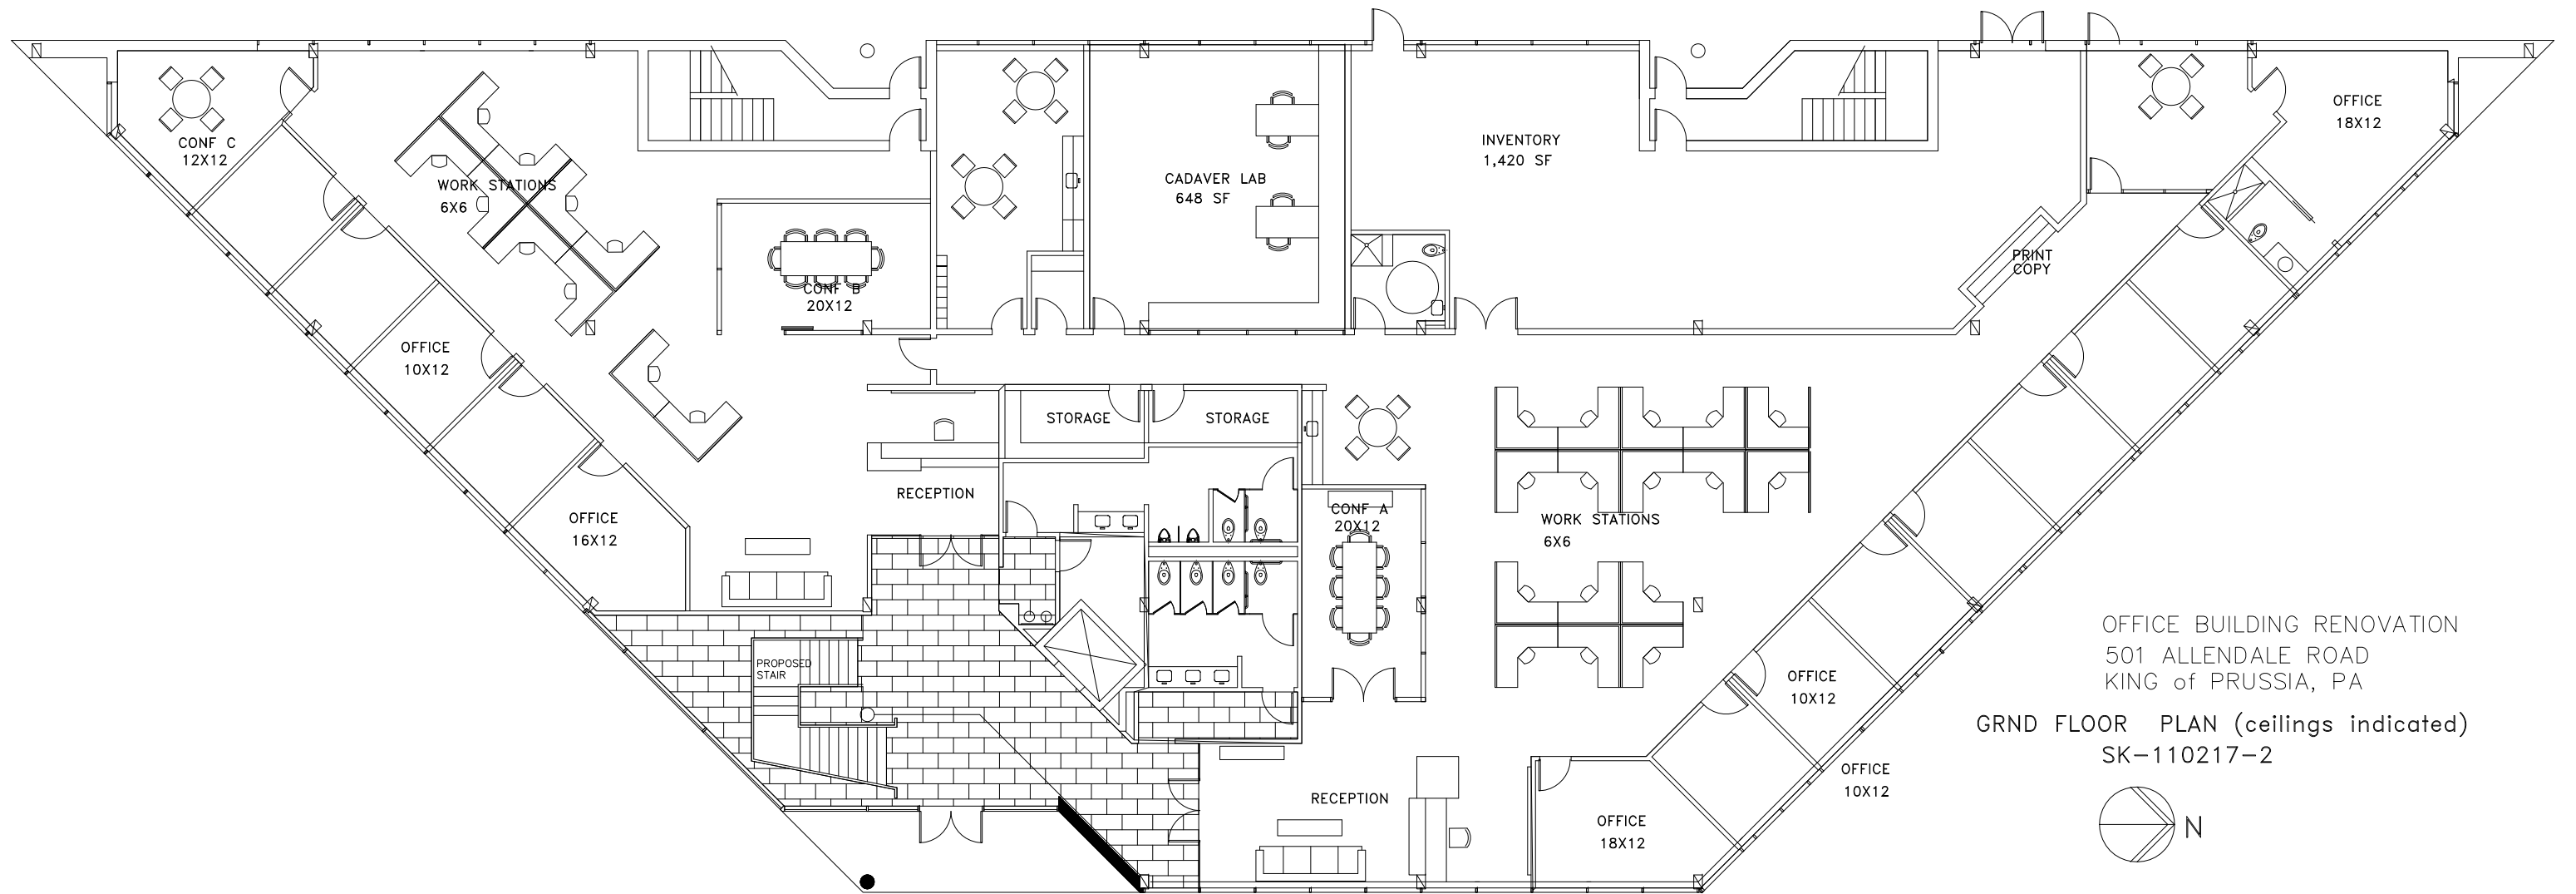 CONF C
12X12
WORK STATIONS
6X6
CONF B
20X12
CADAVER LAB
648 SF
INVENTORY
1,420 SF
OFFICE
18X12
PRINT
COPY
OFFICE
10X12
STORAGE
STORAGE
RECEPTION
OFFICE
16X12
CONF A
20X12
WORK STATIONS
6X6
PROPOSED
STAIR
OFFICE
10X12
OFFICE
10X12
RECEPTION
OFFICE
18X12
OFFICE BUILDING RENOVATION
501 ALLENDALE ROAD
KING of PRUSSIA, PA
GRND FLOOR PLAN (ceilings indicated)
SK-110217-2
N